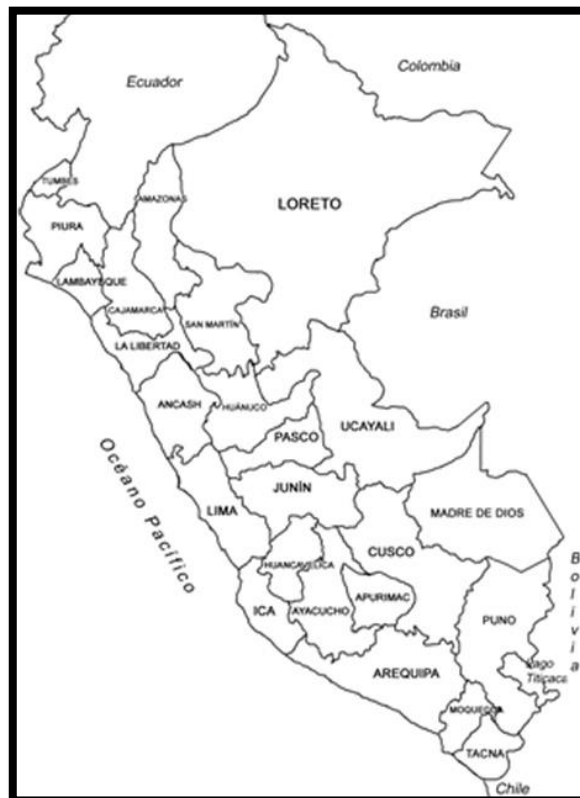 Colombia
Ecuador
TUMBES
AMAZONAS
LORETO
PIURA
LAMBAYEQUE
CAJAMARCA
SAN MARTÍN
Brasil
LA LIBERTAD
ANCASH
HUÁNUCO
UCAYALI
PASCO
Océano Pacífico
JUNÍN
LIMA
MADRE DE DIOS
CUSCO
HUANCAVELICA
Bolivia
APURIMAC
ICA
AYACUCHO
PUNO
Lago
Titicaca
AREQUIPA
MOQUEGUA
TACNA
Chile